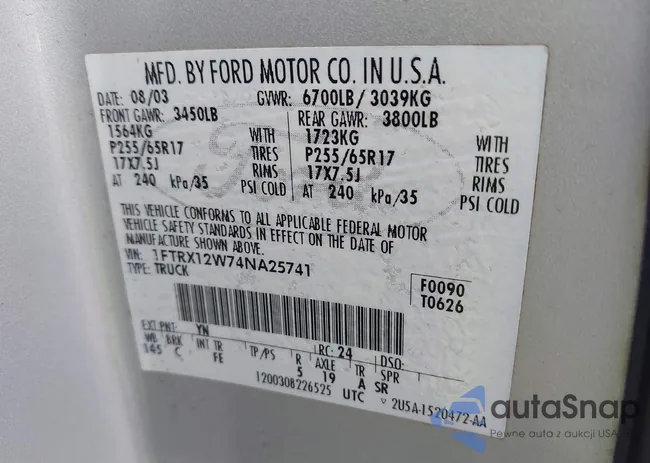 MFD. BY FORD MOTOR CO. IN U.S.A.
DATE: 08/03 GVWR: 6700LB / 3039KG
FRONT GAWR: 3450LB REAR GAWR: 3800LB
1564KG WITH 1723KG WITH
P255/65R17 TIRES P255/65R17 TIRES
17X7.5J RIMS 17X7.5J RIMS
AT 240 kPa/35 PSI COLD AT 240 kPa/35 PSI COLD
THIS VEHICLE CONFORMS TO ALL APPLICABLE FEDERAL MOTOR
VEHICLE SAFETY STANDARDS IN EFFECT ON THE DATE OF
MANUFACTURE SHOWN ABOVE.
VIN: 1FTRX12W74NA25741
TYPE: TRUCK
F0090
T0626
EXT PNT: YN RC: 24 DSO:
WB BRK INT TR TP/PS R AXLE TR SPR
145 C FE 5 19 A SR
1200308226525 UTC
▽ 2U5A-1520472-AA
autaSnap
Pewne auto z aukcji USA